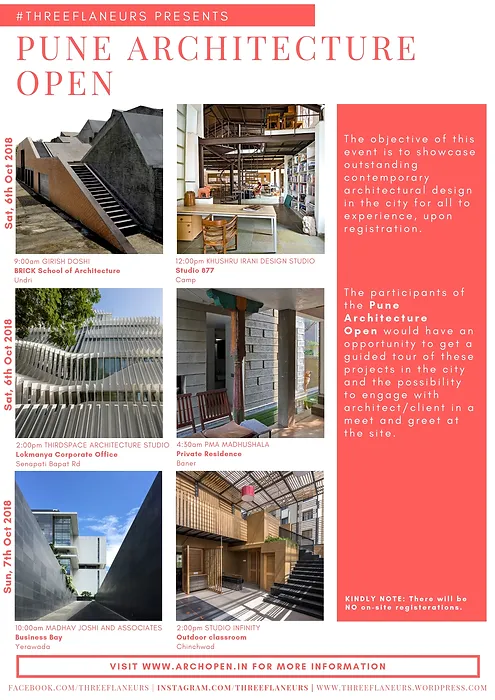 #THREEFLANEURS PRESENTS
PUNE ARCHITECTURE
OPEN
Sat, 6th Oct 2018
9:00am GIRISH DOSHI
BRICK School of Architecture
Undri
12:00pm KHUSHRU IRANI DESIGN STUDIO
Studio 877
Camp
Sat, 6th Oct 2018
2:00pm THIRDSPACE ARCHITECTURE STUDIO
Lokmanya Corporate Office
Senapati Bapat Rd
4:30am PMA MADHUSHALA
Private Residence
Baner
Sun, 7th Oct 2018
10:00am MADHAV JOSHI AND ASSOCIATES
Business Bay
Yerawada
2:00pm STUDIO INFINITY
Outdoor classroom
Chinchwad
The objective of this
event is to showcase
outstanding
contemporary
architectural design
in the city for all to
experience, upon
registration.
The participants of
the Pune
Architecture
Open would have an
opportunity to get a
guided tour of these
projects in the city
and the possibility
to engage with
architect/client in a
meet and greet at
the site.
KINDLY NOTE: There will be
NO on-site registerations.
VISIT WWW.ARCHOPEN.IN FOR MORE INFORMATION
FACEBOOK.COM/THREEFLANEURS | INSTAGRAM.COM/THREEFLANEURS | WWW.THREEFLANEURS.WORDPRESS.COM